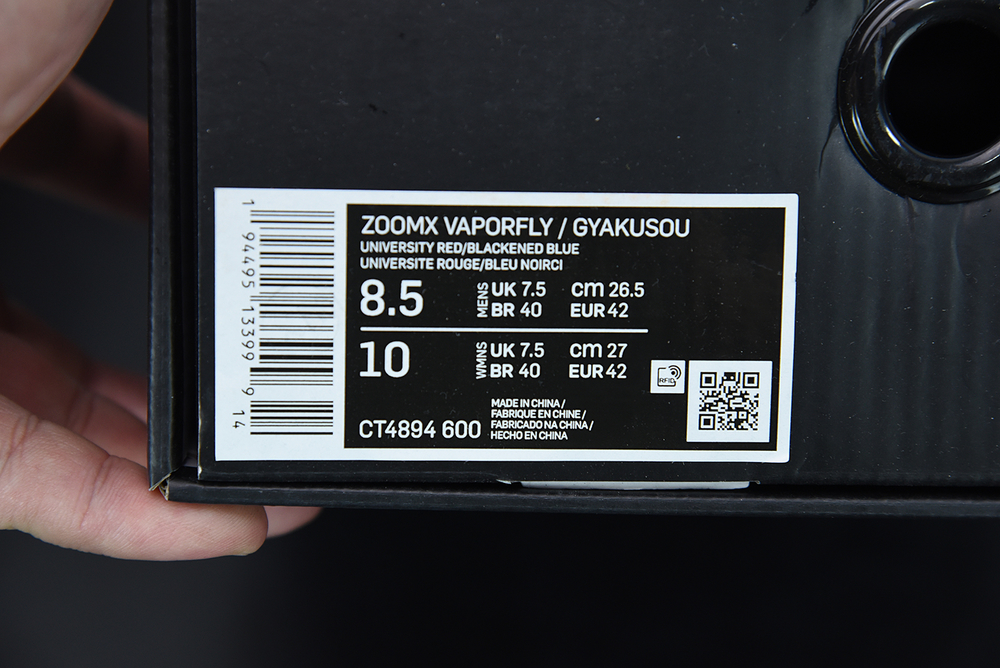 1 94495 13399 9 14
ZOOMX VAPORFLY / GYAKUSOU
UNIVERSITY RED/BLACKENED BLUE
UNIVERSITE ROUGE/BLEU NOIRCI
8.5 MENS UK 7.5 CM 26.5
BR 40 EUR 42
10 WMNS UK 7.5 CM 27
BR 40 EUR 42
RFID
MADE IN CHINA /
FABRIQUE EN CHINE /
FABRICADO NA CHINA /
HECHO EN CHINA
CT4894 600